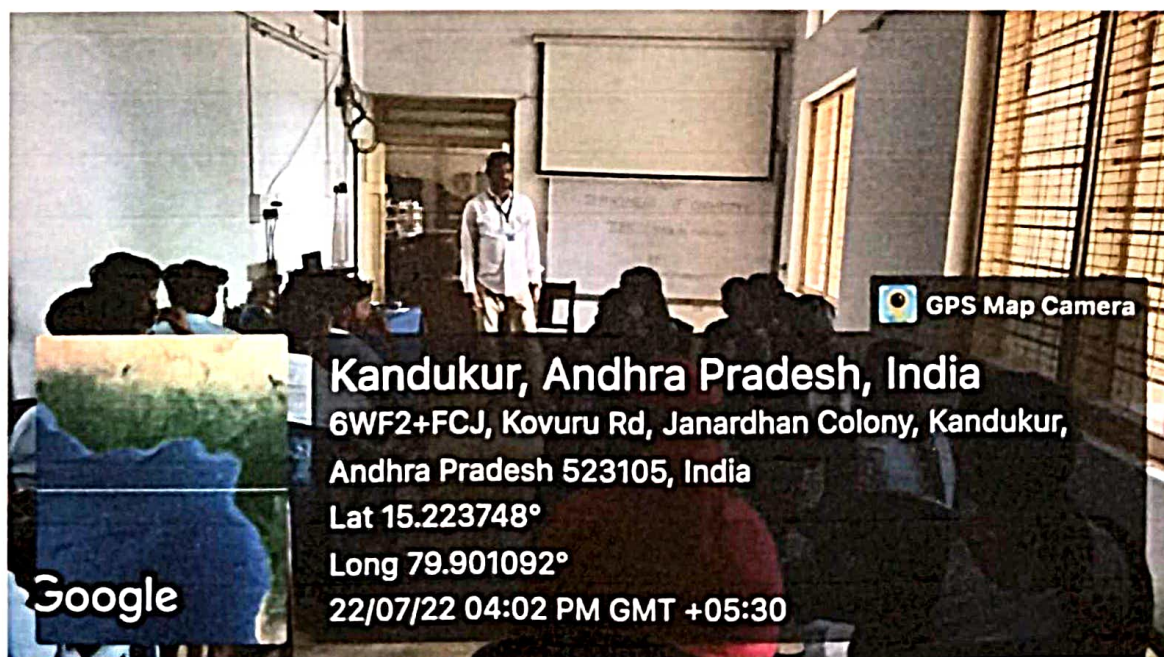 GPS Map Camera
Kandukur, Andhra Pradesh, India
6WF2+FCJ, Kovuru Rd, Janardhan Colony, Kandukur,
Andhra Pradesh 523105, India
Lat 15.223748°
Long 79.901092°
22/07/22 04:02 PM GMT +05:30
Google